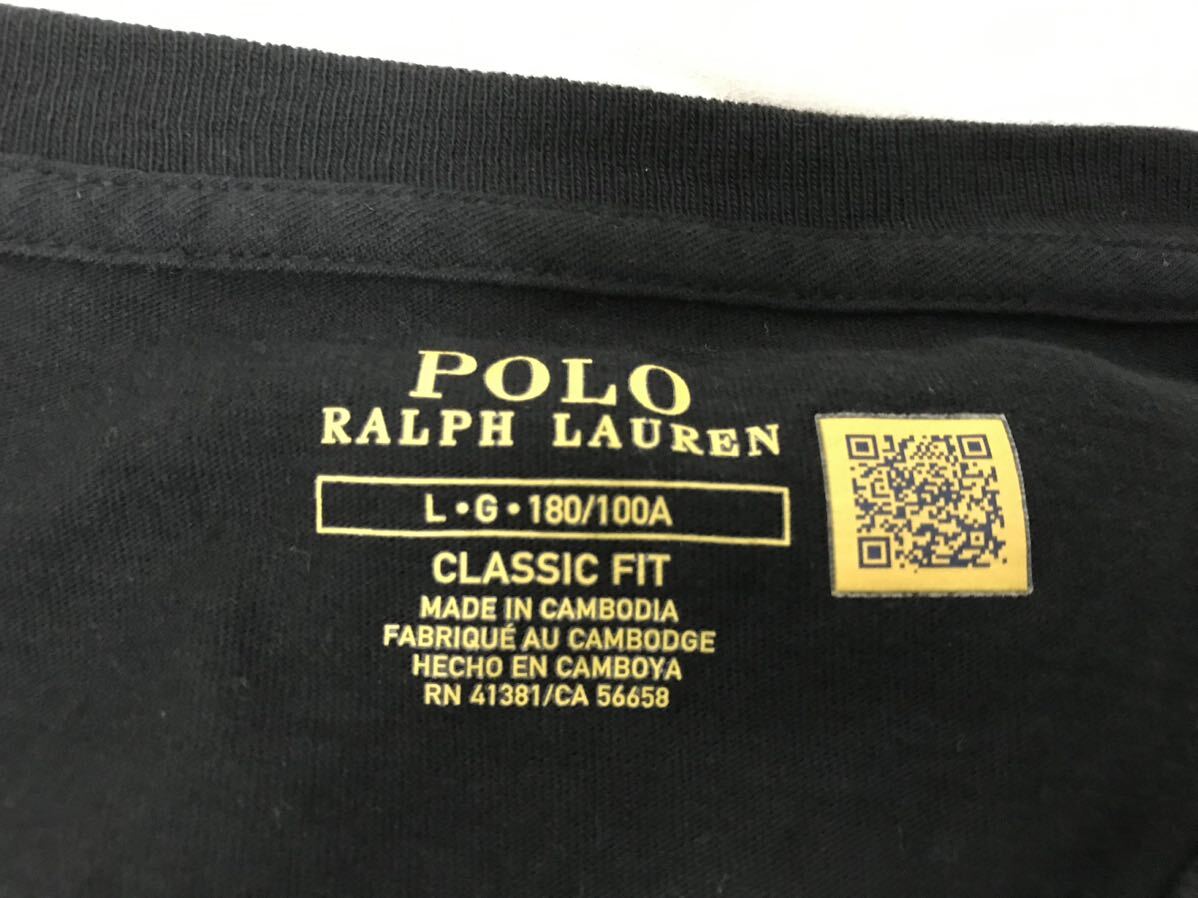 POLO
RALPH LAUREN
L•G•180/100A
CLASSIC FIT
MADE IN CAMBODIA
FABRIQUÉ AU CAMBODGE
HECHO EN CAMBOYA
RN 41381/CA 56658